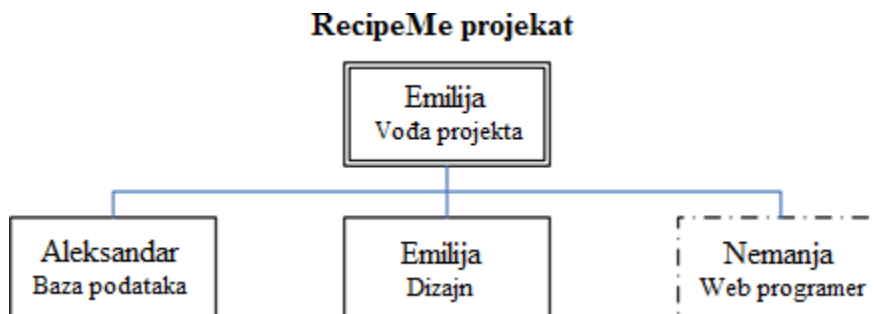 RecipeMe projekat
Emilija
Vođa projekta
Aleksandar
Baza podataka
Emilija
Dizajn
Nemanja
Web programer